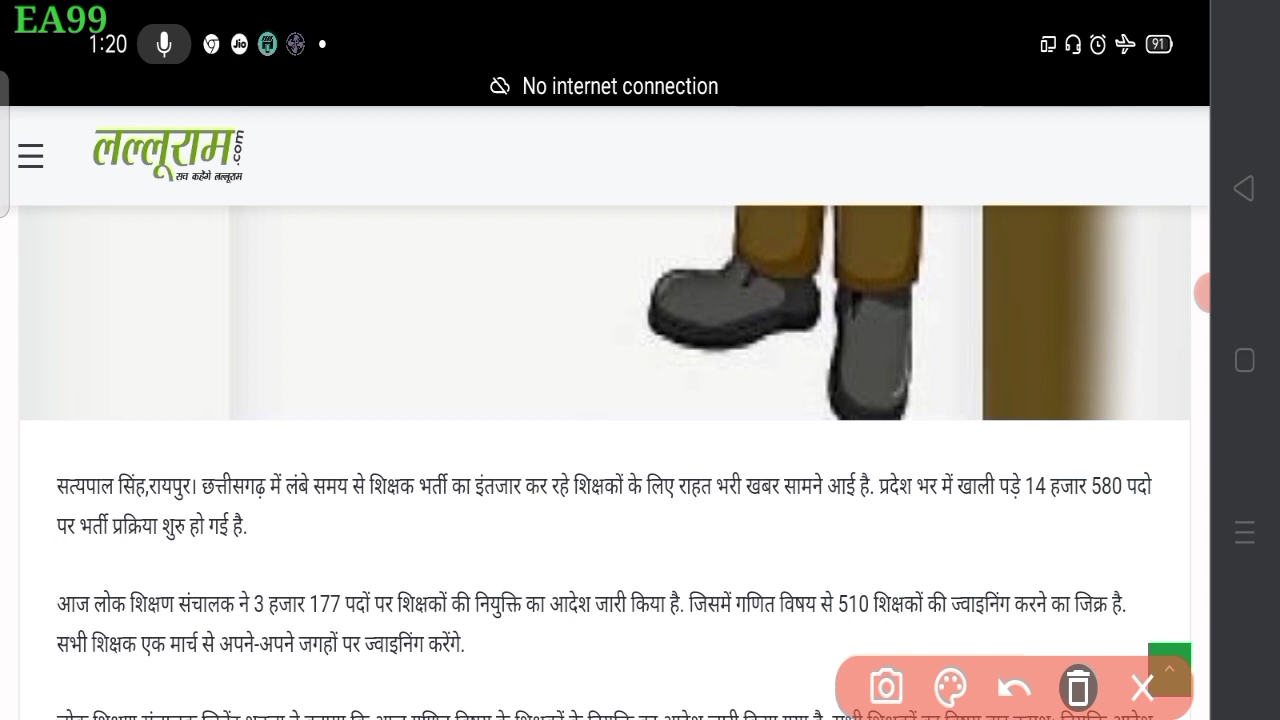 EA99
1:20
Jio
91
No internet connection
लल्लूराम.com
सच कहेंगे लल्लूराम
सत्यपाल सिंह,रायपुर। छत्तीसगढ़ में लंबे समय से शिक्षक भर्ती का इंतजार कर रहे शिक्षकों के लिए राहत भरी खबर सामने आई है. प्रदेश भर में खाली पड़े 14 हजार 580 पदो
पर भर्ती प्रक्रिया शुरु हो गई है.
आज लोक शिक्षण संचालक ने 3 हजार 177 पदों पर शिक्षकों की नियुक्ति का आदेश जारी किया है. जिसमें गणित विषय से 510 शिक्षकों की ज्वाइनिंग करने का जिक्र है.
सभी शिक्षक एक मार्च से अपने-अपने जगहों पर ज्वाइनिंग करेंगे.